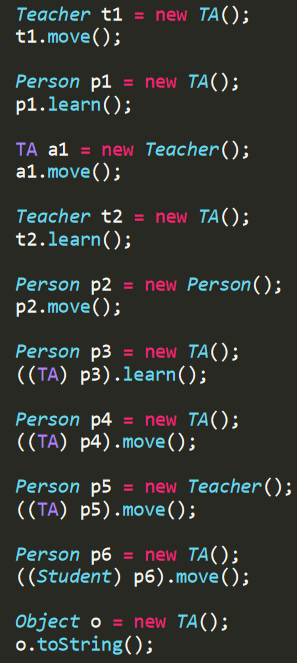 Teacher t1 = new TA();
t1.move();
Person p1 = new TA();
p1.learn();
TA a1 = new Teacher();
a1.move();
Teacher t2 = new TA();
t2.learn();
Person p2 = new Person();
p2.move();
Person p3 = new TA();
((TA) p3).learn();
Person p4 = new TA();
((TA) p4).move();
Person p5 = new Teacher();
((TA) p5).move();
Person p6 = new TA();
((Student) p6).move();
Object o = new TA();
o.toString();